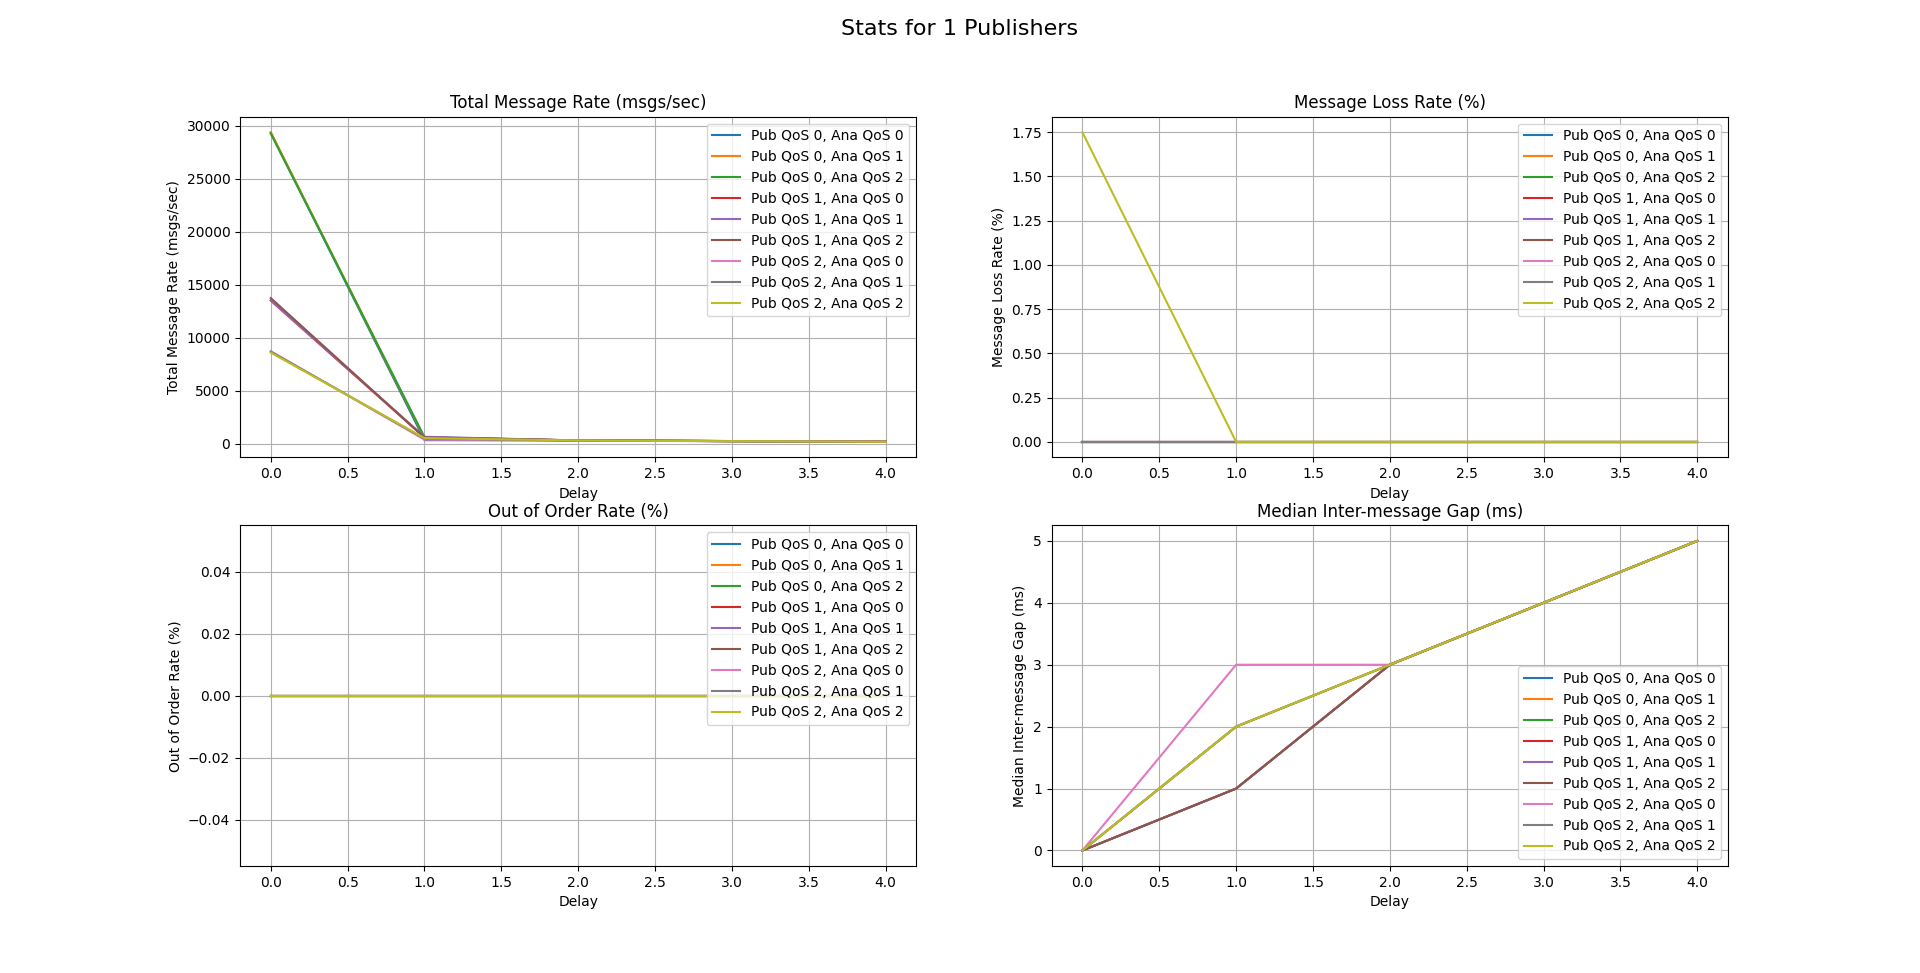 Stats for 1 Publishers
Total Message Rate (msgs/sec)
Total Message Rate (msgs/sec)
30000
25000
20000
15000
10000
5000
0
Pub QoS 0, Ana QoS 0
Pub QoS 0, Ana QoS 1
Pub QoS 0, Ana QoS 2
Pub QoS 1, Ana QoS 0
Pub QoS 1, Ana QoS 1
Pub QoS 1, Ana QoS 2
Pub QoS 2, Ana QoS 0
Pub QoS 2, Ana QoS 1
Pub QoS 2, Ana QoS 2
0.0 0.5 1.0 1.5 2.0 2.5 3.0 3.5 4.0
Delay
Message Loss Rate (%)
Message Loss Rate (%)
1.75
1.50
1.25
1.00
0.75
0.50
0.25
0.00
Pub QoS 0, Ana QoS 0
Pub QoS 0, Ana QoS 1
Pub QoS 0, Ana QoS 2
Pub QoS 1, Ana QoS 0
Pub QoS 1, Ana QoS 1
Pub QoS 1, Ana QoS 2
Pub QoS 2, Ana QoS 0
Pub QoS 2, Ana QoS 1
Pub QoS 2, Ana QoS 2
0.0 0.5 1.0 1.5 2.0 2.5 3.0 3.5 4.0
Delay
Out of Order Rate (%)
Out of Order Rate (%)
0.04
0.02
0.00
−0.02
−0.04
Pub QoS 0, Ana QoS 0
Pub QoS 0, Ana QoS 1
Pub QoS 0, Ana QoS 2
Pub QoS 1, Ana QoS 0
Pub QoS 1, Ana QoS 1
Pub QoS 1, Ana QoS 2
Pub QoS 2, Ana QoS 0
Pub QoS 2, Ana QoS 1
Pub QoS 2, Ana QoS 2
0.0 0.5 1.0 1.5 2.0 2.5 3.0 3.5 4.0
Delay
Median Inter-message Gap (ms)
Median Inter-message Gap (ms)
5
4
3
2
1
0
Pub QoS 0, Ana QoS 0
Pub QoS 0, Ana QoS 1
Pub QoS 0, Ana QoS 2
Pub QoS 1, Ana QoS 0
Pub QoS 1, Ana QoS 1
Pub QoS 1, Ana QoS 2
Pub QoS 2, Ana QoS 0
Pub QoS 2, Ana QoS 1
Pub QoS 2, Ana QoS 2
0.0 0.5 1.0 1.5 2.0 2.5 3.0 3.5 4.0
Delay